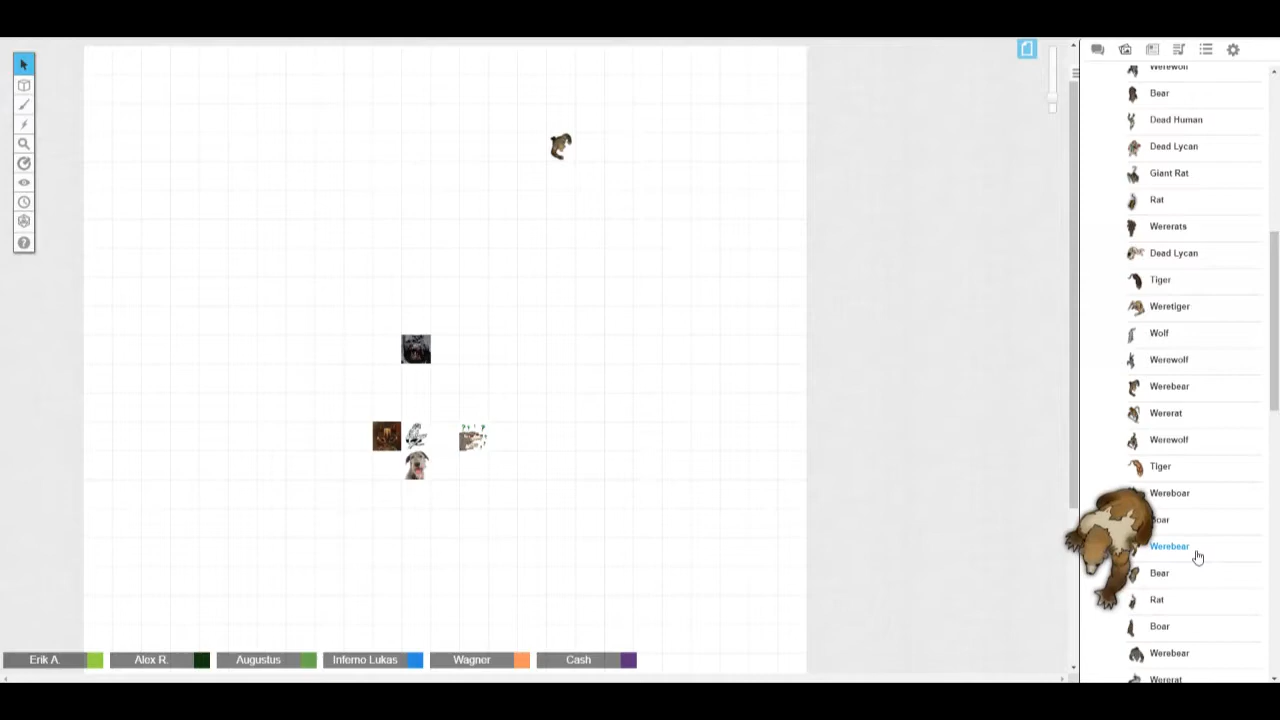 Werewolf
Bear
Dead Human
Dead Lycan
Giant Rat
Rat
Wererats
Dead Lycan
Tiger
Weretiger
Wolf
Werewolf
Werebear
Wererat
Werewolf
Tiger
Wereboar
Boar
Werebear
Bear
Rat
Boar
Werebear
Wererat
Erik A.
Alex R.
Augustus
Inferno Lukas
Wagner
Cash